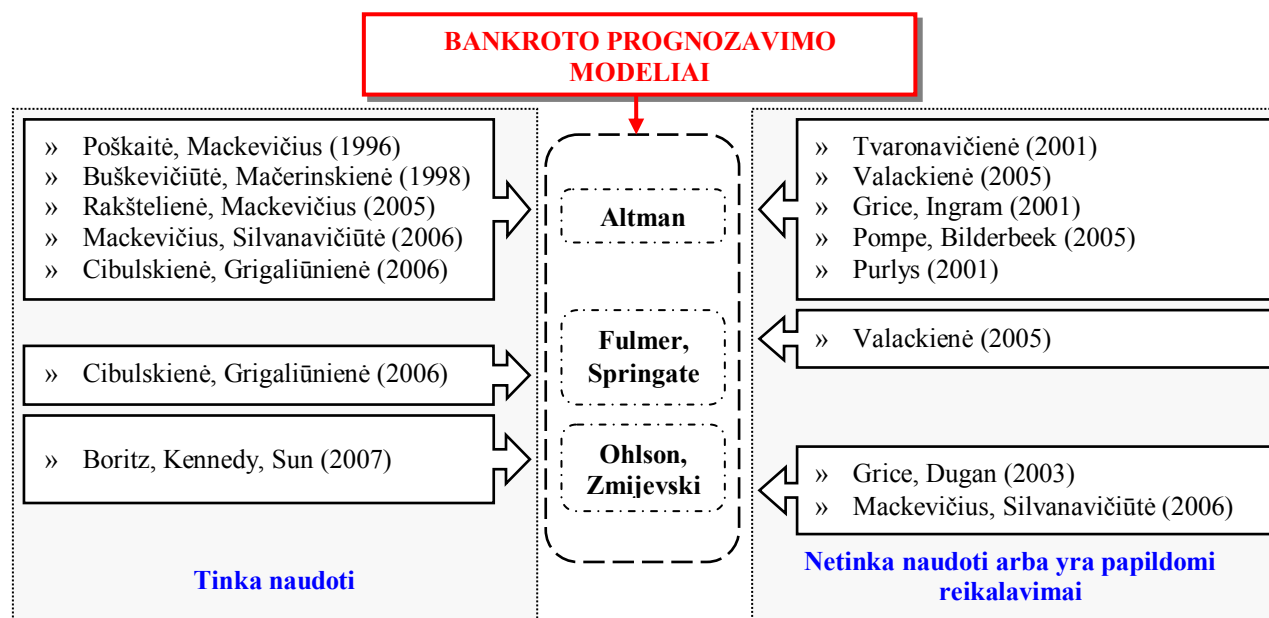 BANKROTO PROGNOZAVIMO
MODELIAI
» Poškaitė, Mackevičius (1996)
» Buškevičiūtė, Mačerinskienė (1998)
» Rakštelienė, Mackevičius (2005)
» Mackevičius, Silvanavičiūtė (2006)
» Cibulskienė, Grigaliūnienė (2006)
» Cibulskienė, Grigaliūnienė (2006)
» Boritz, Kennedy, Sun (2007)
Tinka naudoti
Altman
Fulmer,
Springate
Ohlson,
Zmijevski
» Tvaronavičienė (2001)
» Valackienė (2005)
» Grice, Ingram (2001)
» Pompe, Bilderbeek (2005)
» Purlys (2001)
» Valackienė (2005)
» Grice, Dugan (2003)
» Mackevičius, Silvanavičiūtė (2006)
Netinka naudoti arba yra papildomi
reikalavimai